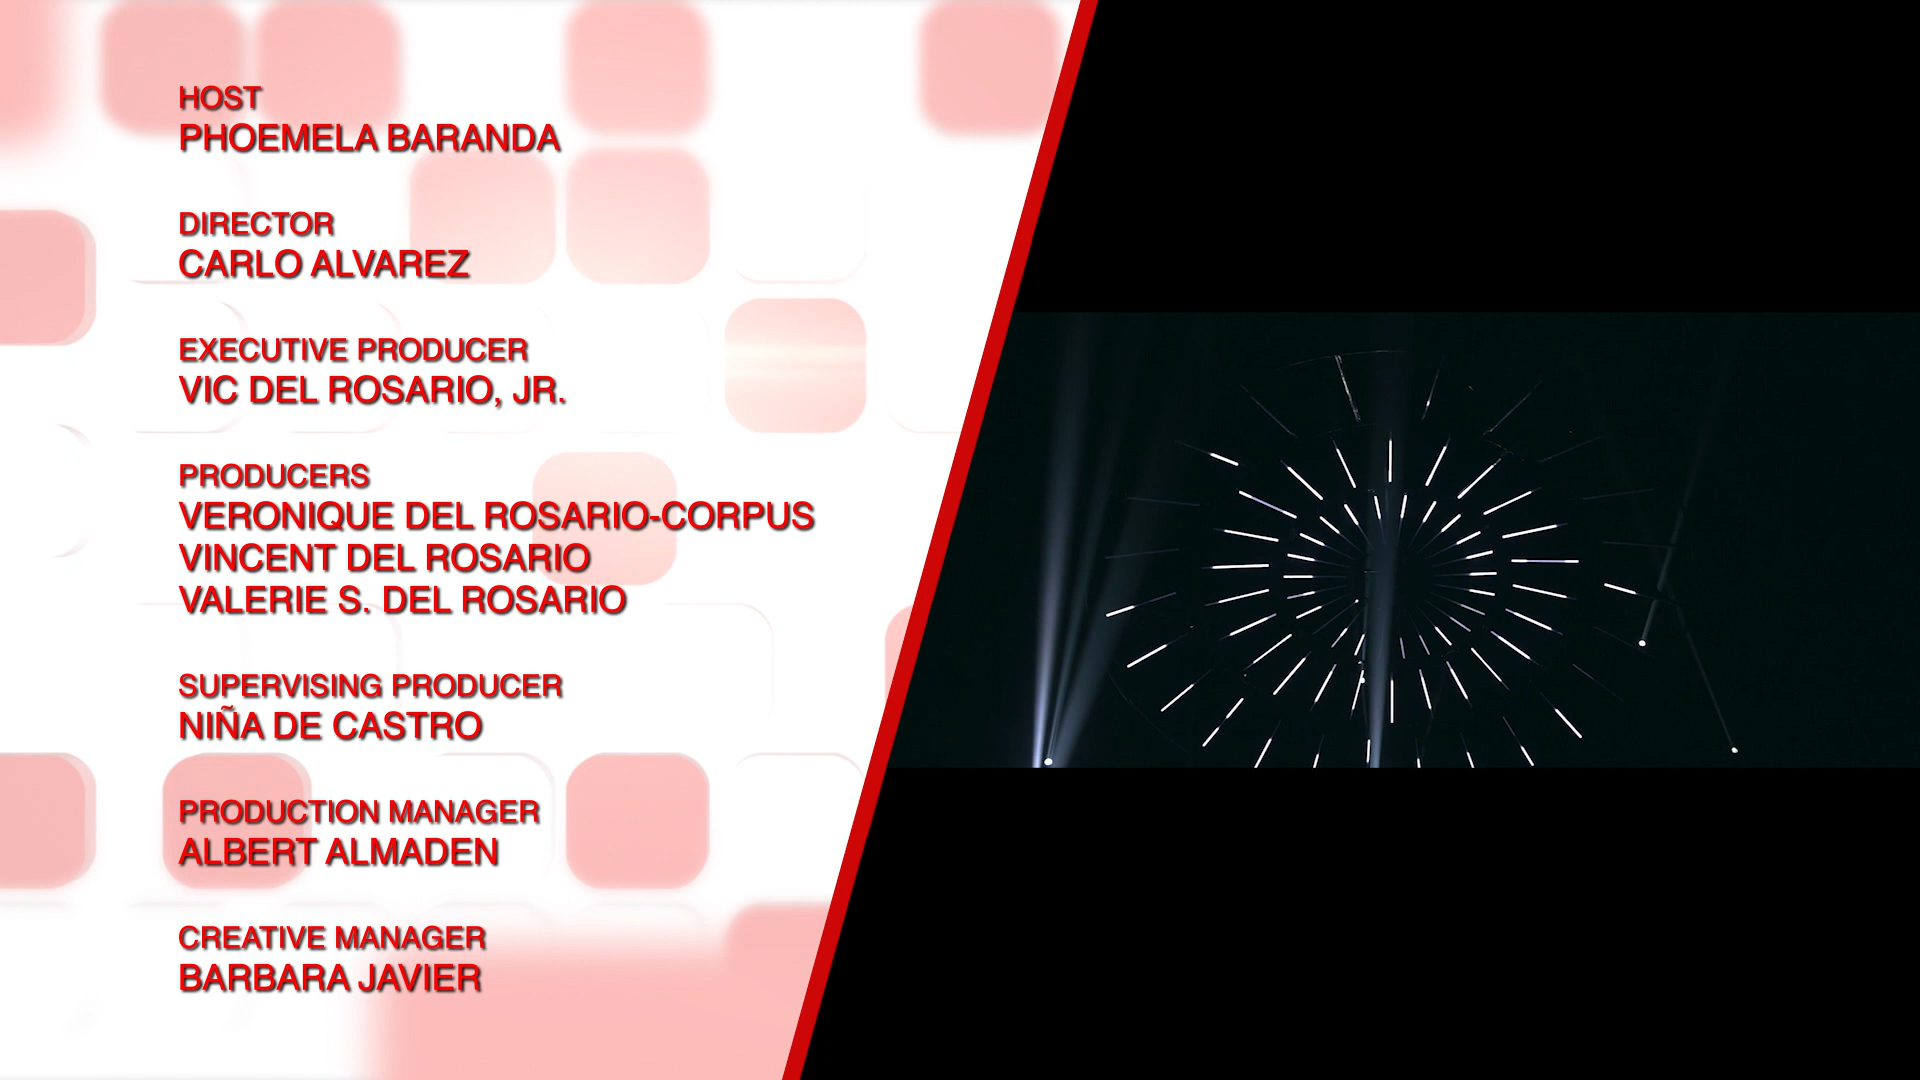 HOST
PHOEMELA BARANDA
DIRECTOR
CARLO ALVAREZ
EXECUTIVE PRODUCER
VIC DEL ROSARIO, JR.
PRODUCERS
VERONIQUE DEL ROSARIO-CORPUS
VINCENT DEL ROSARIO
VALERIE S. DEL ROSARIO
SUPERVISING PRODUCER
NIÑA DE CASTRO
PRODUCTION MANAGER
ALBERT ALMADEN
CREATIVE MANAGER
BARBARA JAVIER